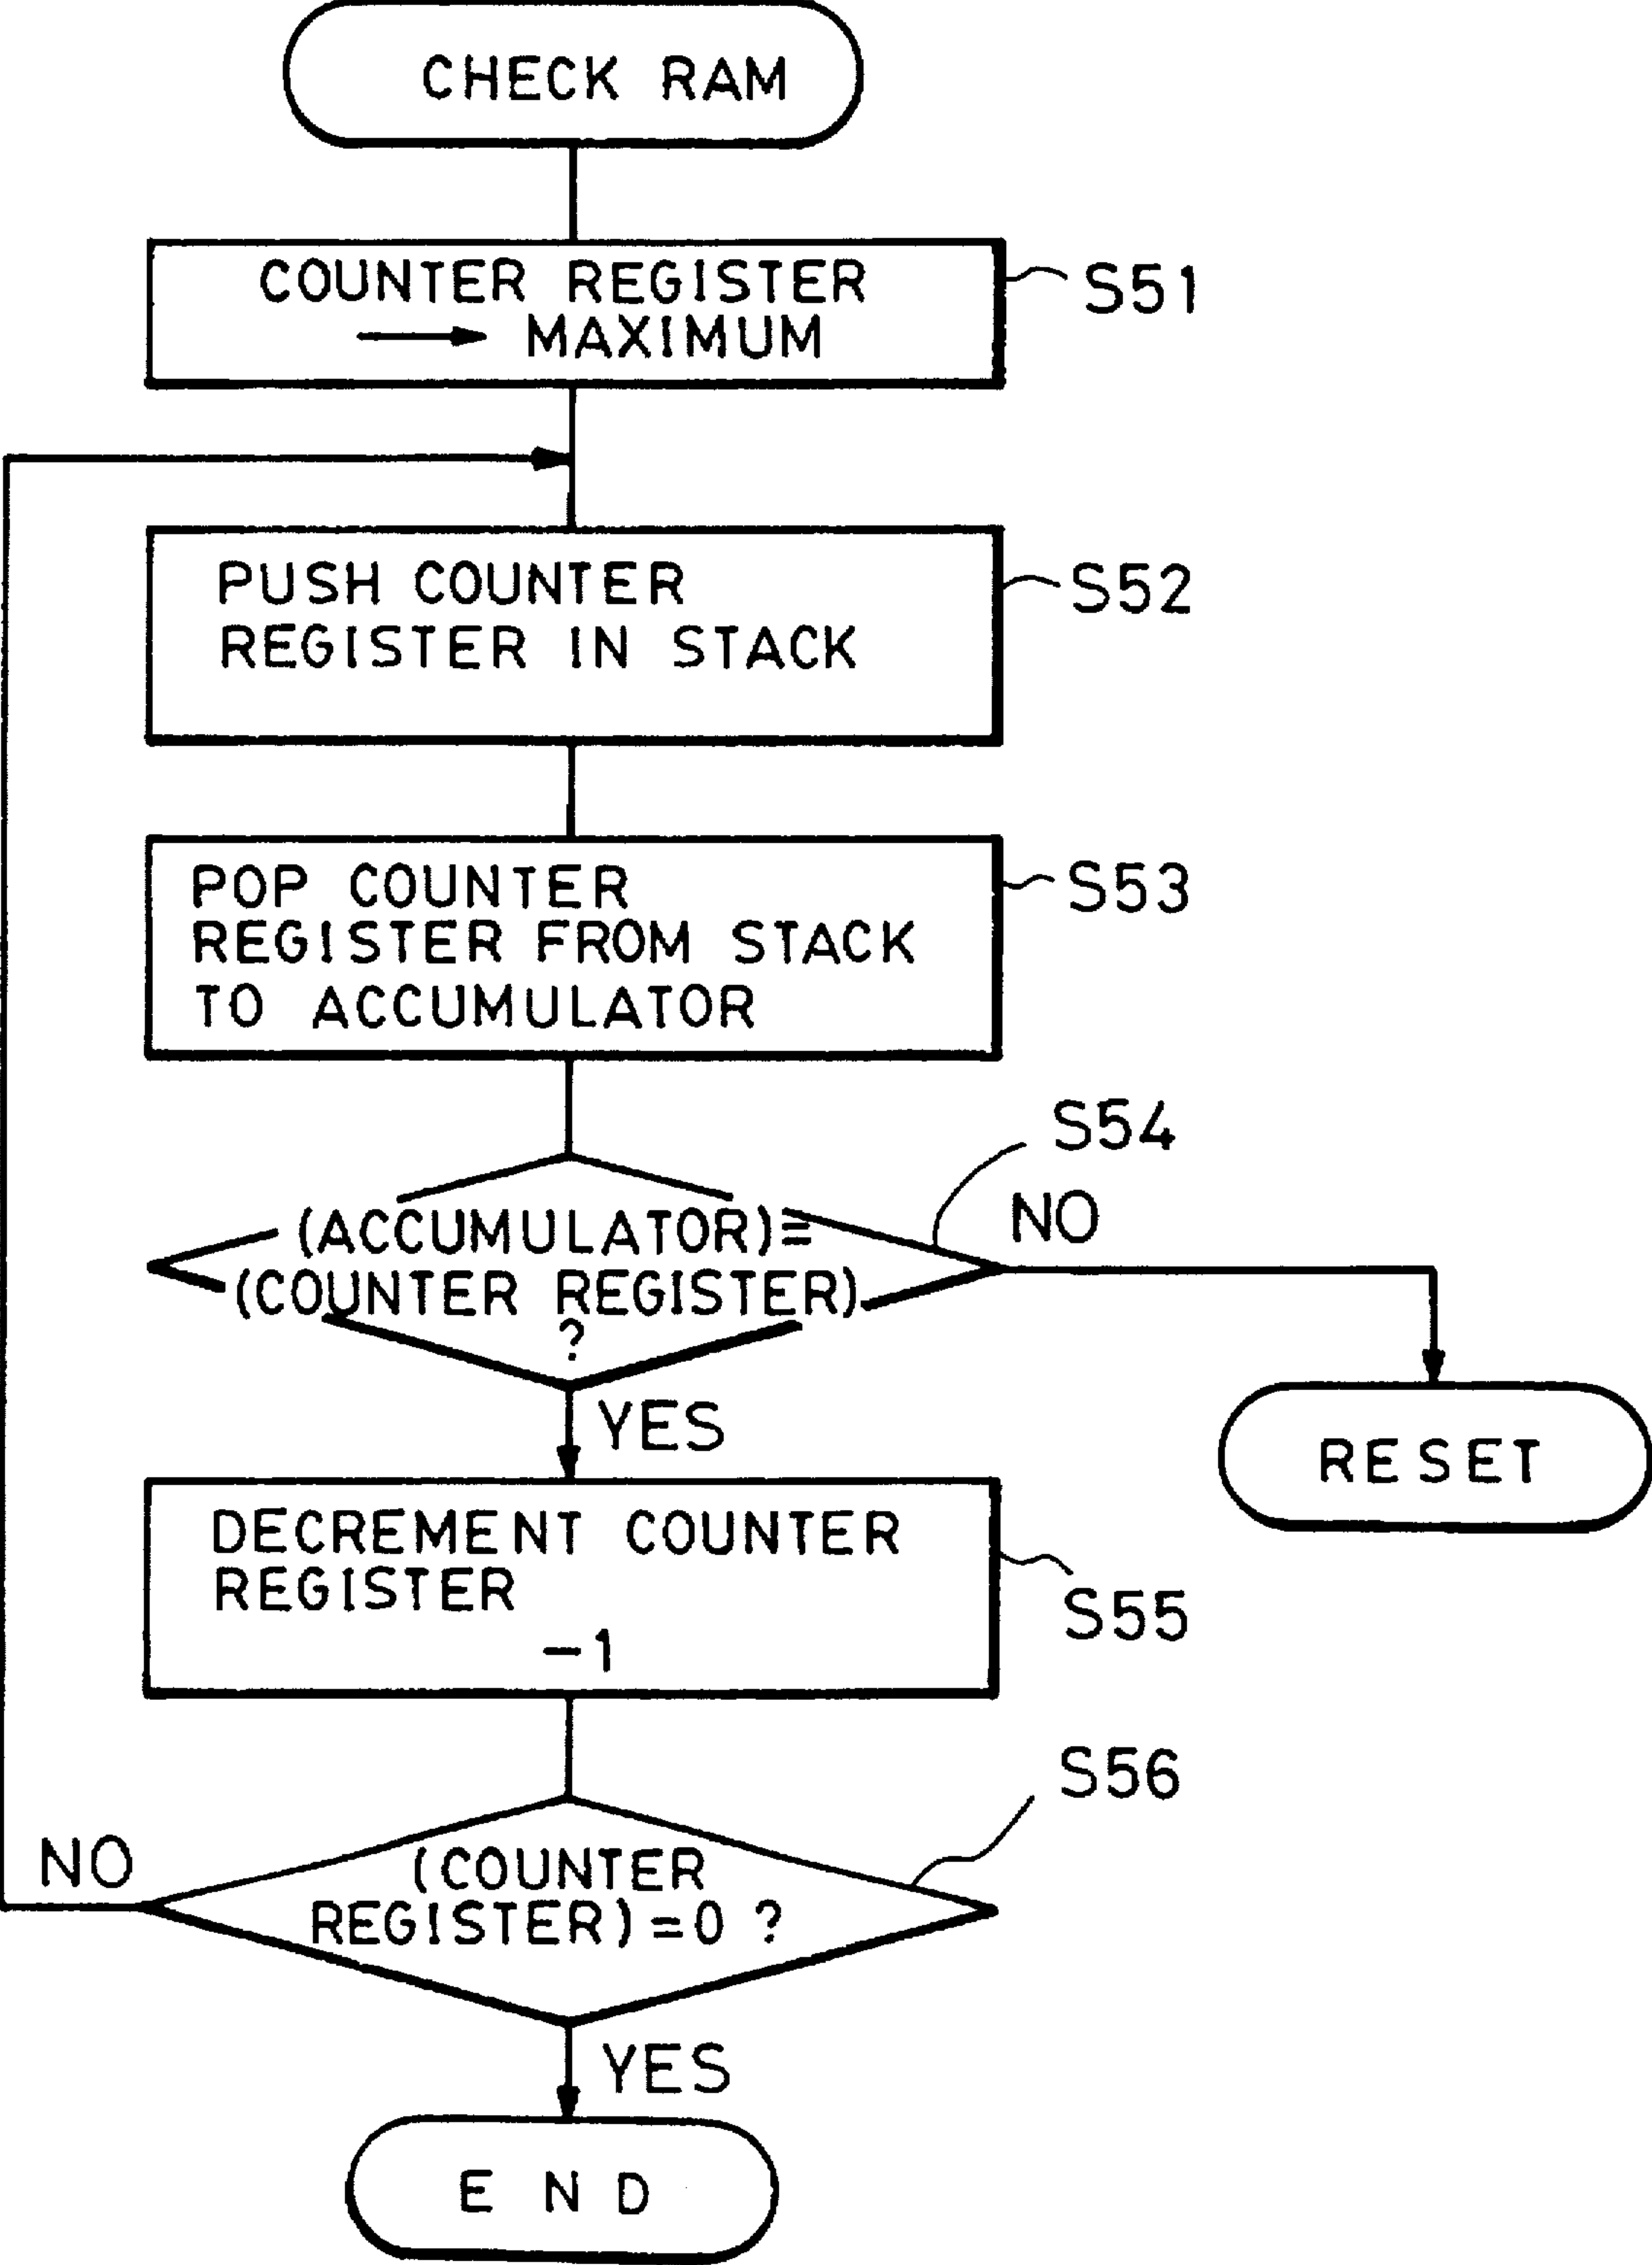 CHECK RAM
COUNTER REGISTER
→ MAXIMUM
S51
PUSH COUNTER
REGISTER IN STACK
S52
POP COUNTER
REGISTER FROM STACK
TO ACCUMULATOR
S53
S54
(ACCUMULATOR)=
(COUNTER REGISTER)
?
NO
YES
RESET
DECREMENT COUNTER
REGISTER
-1
S55
S56
NO
(COUNTER
REGISTER)=0 ?
YES
END